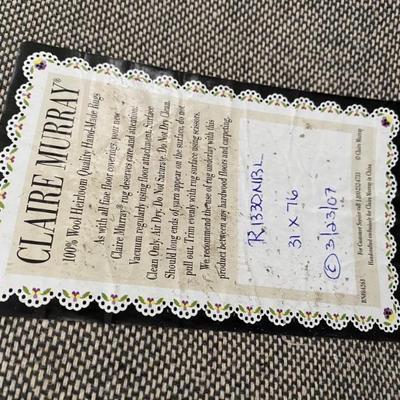 CLAIRE MURRAY®
100% Wool Heirloom Quality Hand-Made Rugs
As with all fine floor coverings, your new
Claire Murray® rug deserves care and attention:
Vacuum regularly using floor attachment. Surface
Clean Only. Air Dry. Do Not Saturate. Do Not Dry Clean.
Should long ends of yarn appear on the surface, do not
pull out. Trim evenly with rug surface using scissors.
We recommend the use of rug underlay with this
product between any hardwood floors and carpeting.
R1330NBL
31 x 76
© 3/23/07
For Customer Service call
© Claire Murray
Handcrafted exclusively for Claire Murray in China